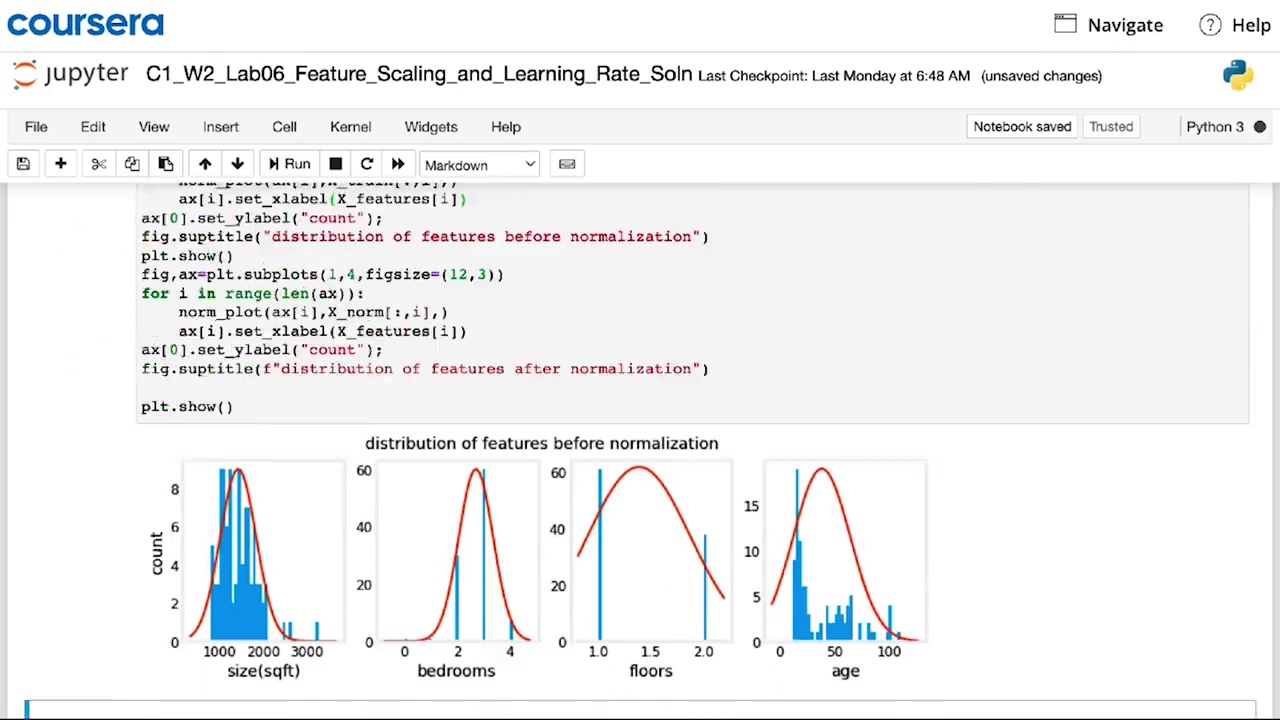 coursera
Navigate
Help
jupyter C1_W2_Lab06_Feature_Scaling_and_Learning_Rate_Soln Last Checkpoint: Last Monday at 6:48 AM (unsaved changes)
File Edit View Insert Cell Kernel Widgets Help
Notebook saved Trusted Python 3
Run Markdown
ax[i].set_xlabel(X_features[i])
ax[0].set_ylabel("count");
fig.suptitle("distribution of features before normalization")
plt.show()
fig,ax=plt.subplots(1,4,figsize=(12,3))
for i in range(len(ax)):
norm_plot(ax[i],X_norm[:,i],)
ax[i].set_xlabel(X_features[i])
ax[0].set_ylabel("count");
fig.suptitle(f"distribution of features after normalization")
plt.show()
distribution of features before normalization
count
8
6
4
2
0
1000 2000 3000
size(sqft)
60
40
20
0
0 2 4
bedrooms
60
40
20
0
1.0 1.5 2.0
floors
15
10
5
0
0 50 100
age